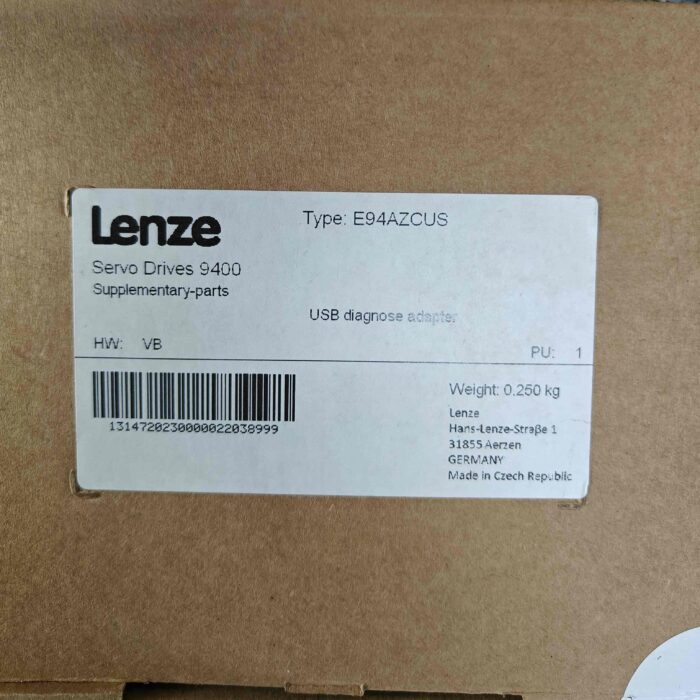 Lenze
Type: E94AZCUS
Servo Drives 9400
Supplementary-parts
USB diagnose adapter
HW: VB
PU: 1
1314720230000022038999
Weight: 0,250 kg
Lenze
Hans-Lenze-Straße 1
31855 Aerzen
GERMANY
Made in Czech Republic